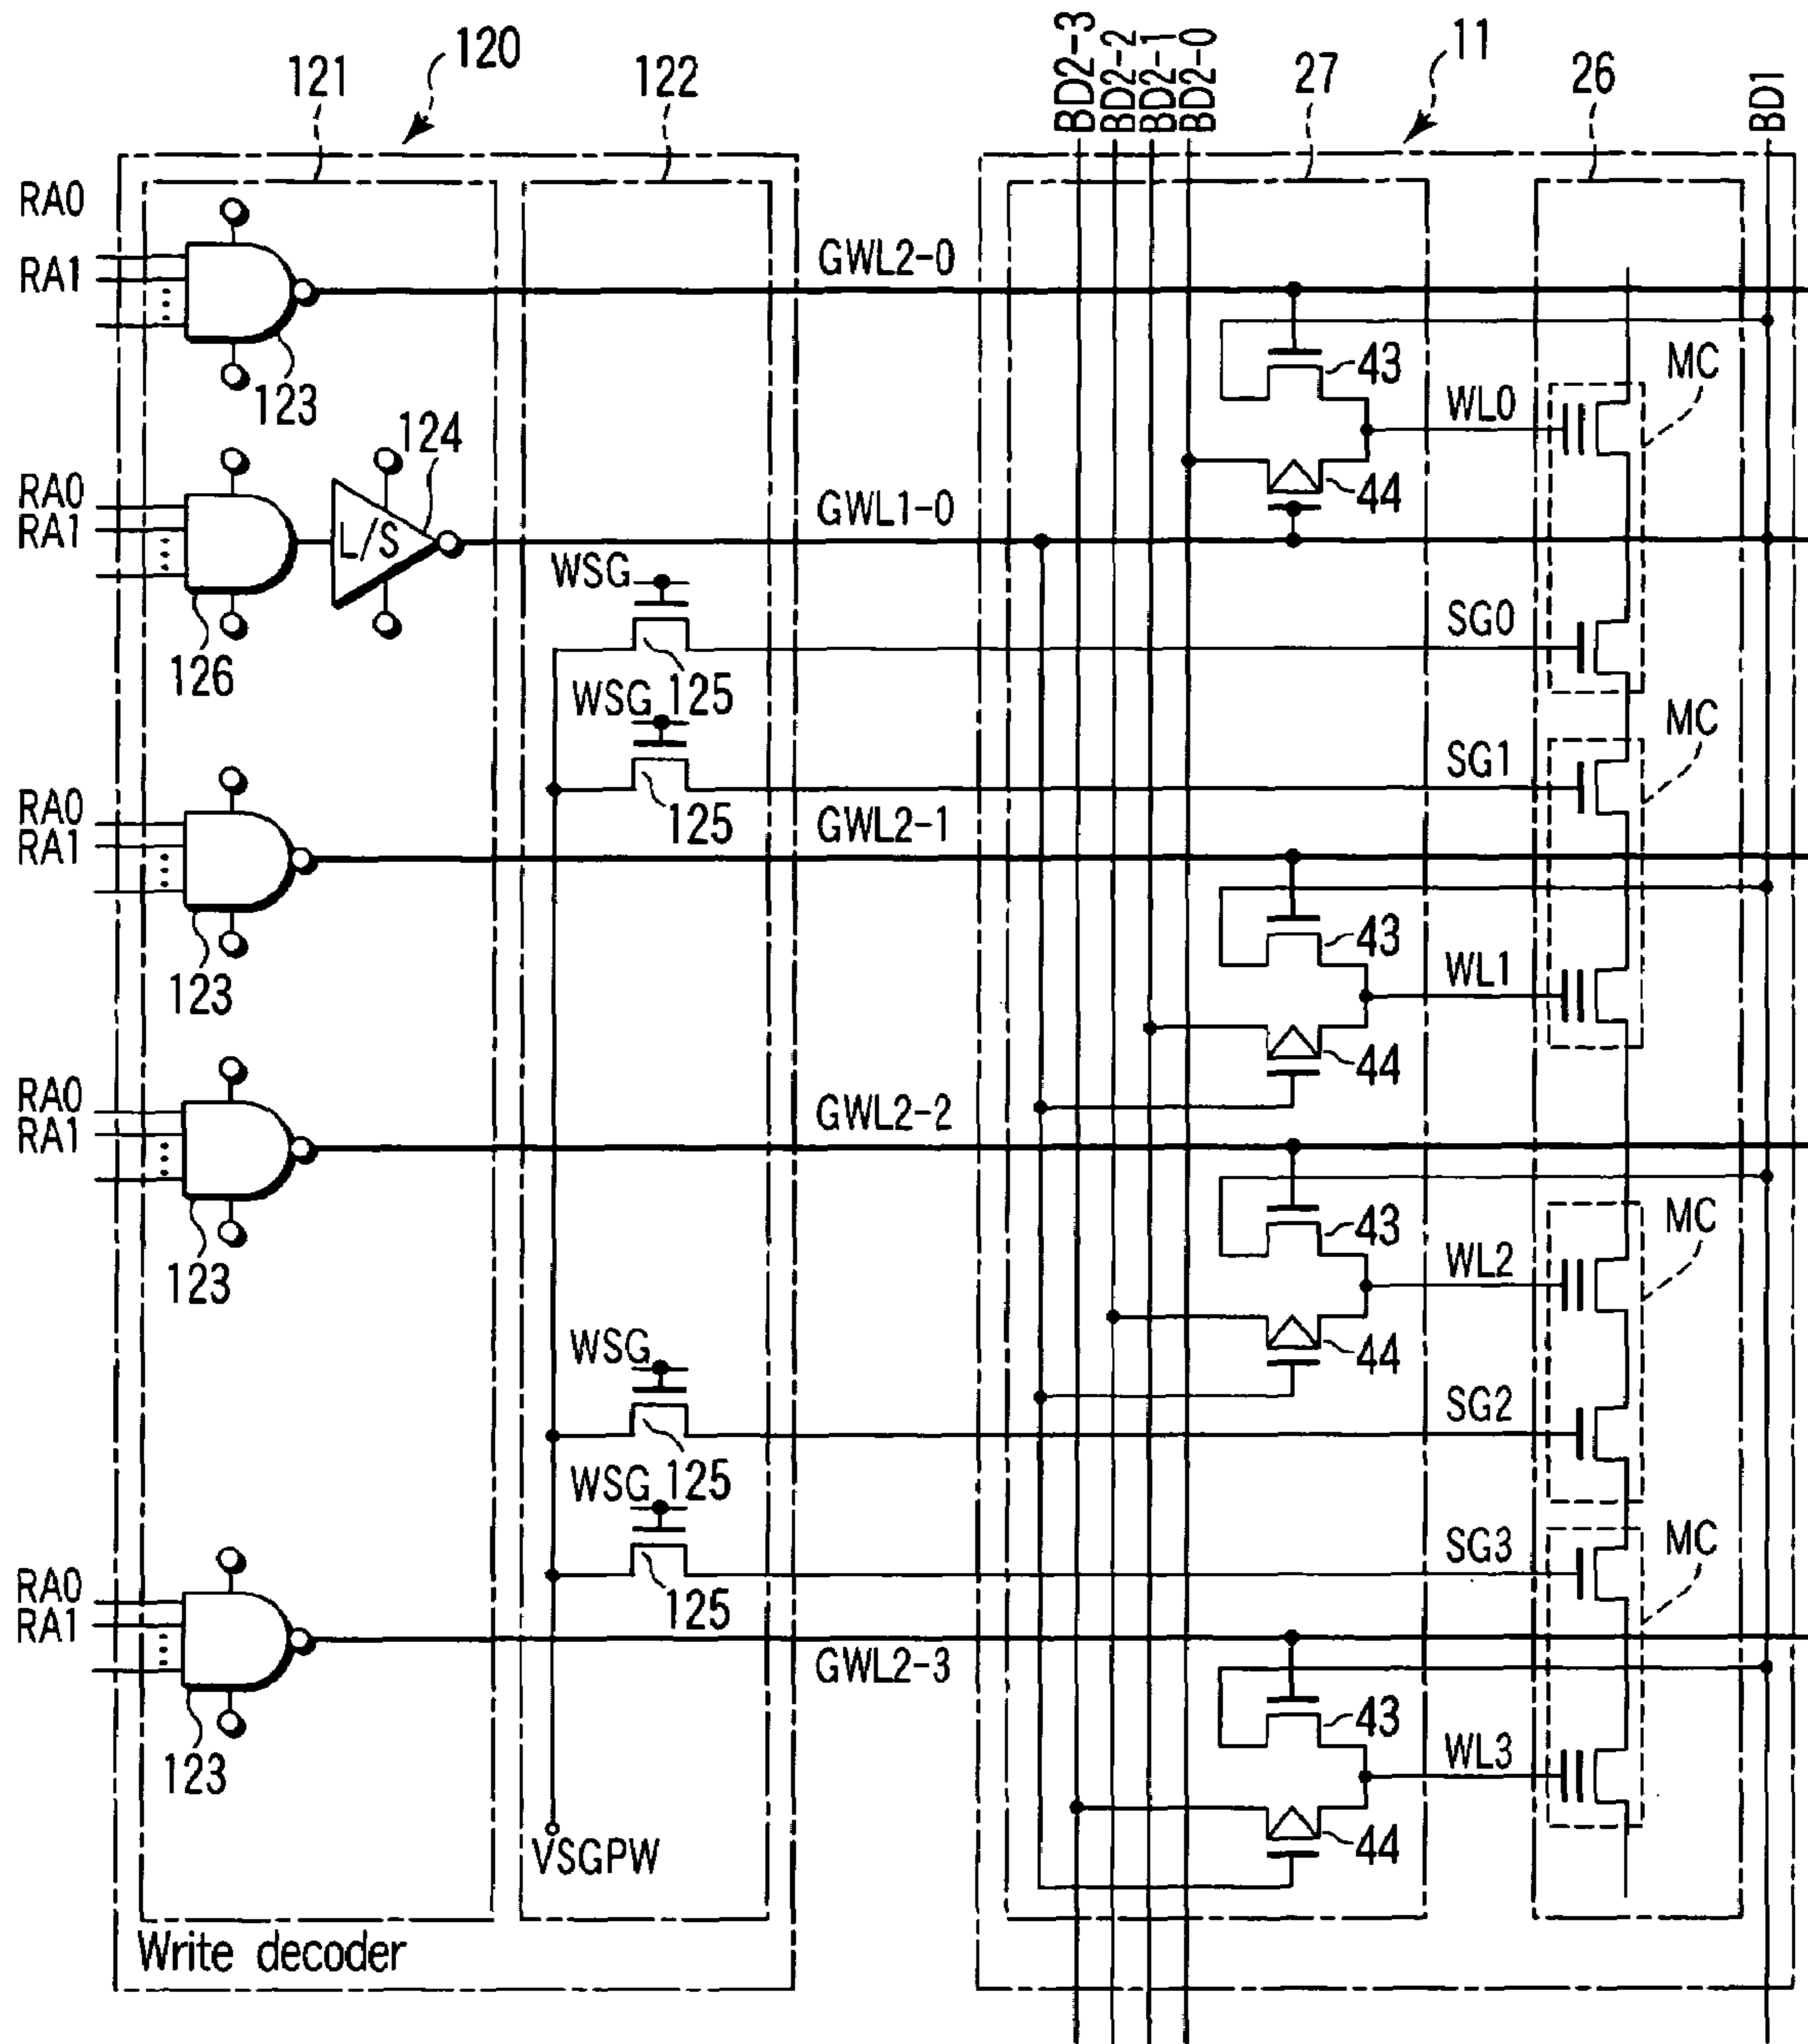 120
121
122
BD2-3
BD2-2
BD2-1
BD2-0
27
11
26
BD1
RA0
RA1
123
GWL2-0
43
WL0
MC
44
RA0
RA1
126
L/S
124
GWL1-0
WSG
125
SG0
WSG
125
SG1
MC
RA0
RA1
123
GWL2-1
43
WL1
44
RA0
RA1
123
GWL2-2
43
WL2
MC
44
WSG
125
SG2
WSG
125
SG3
MC
RA0
RA1
123
GWL2-3
43
WL3
44
VSGPW
Write decoder